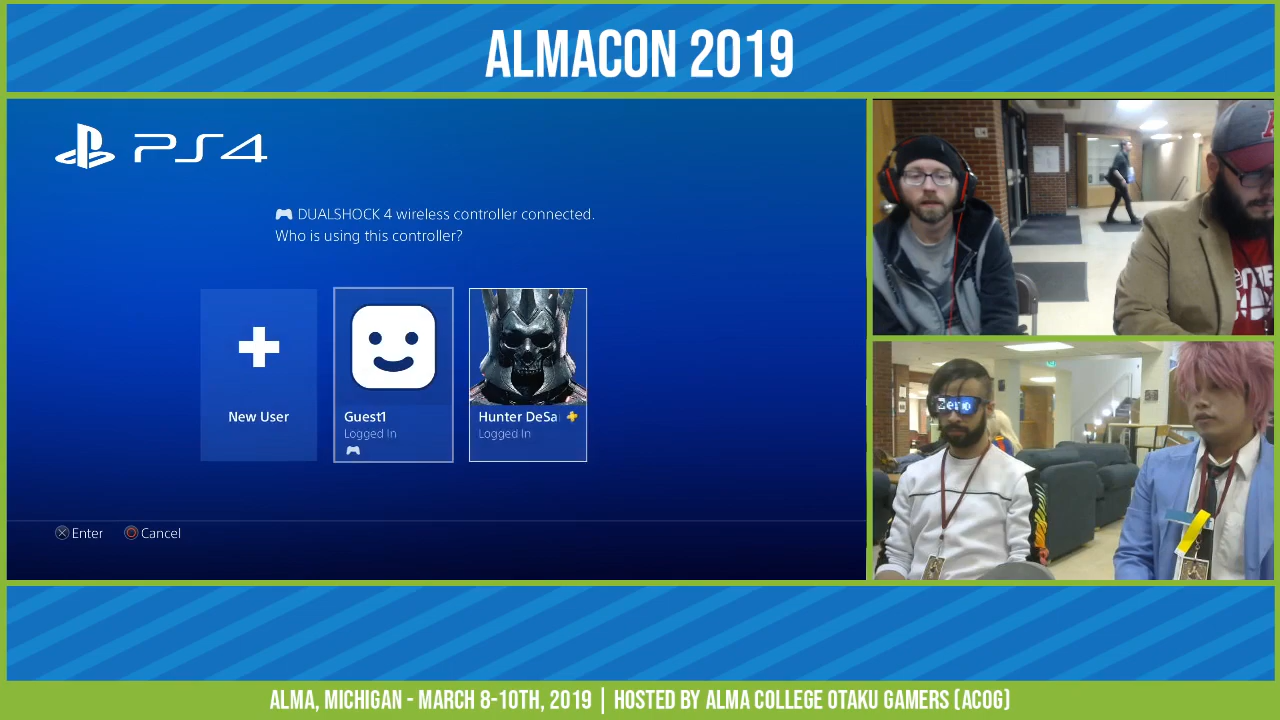 ALMACON 2019
PS4
DUALSHOCK 4 wireless controller connected.
Who is using this controller?
New User
Guest1
Logged In
Hunter DeSa
Logged In
Enter
Cancel
Zero
ALMA, MICHIGAN - MARCH 8-10TH, 2019 | HOSTED BY ALMA COLLEGE OTAKU GAMERS (ACOG)